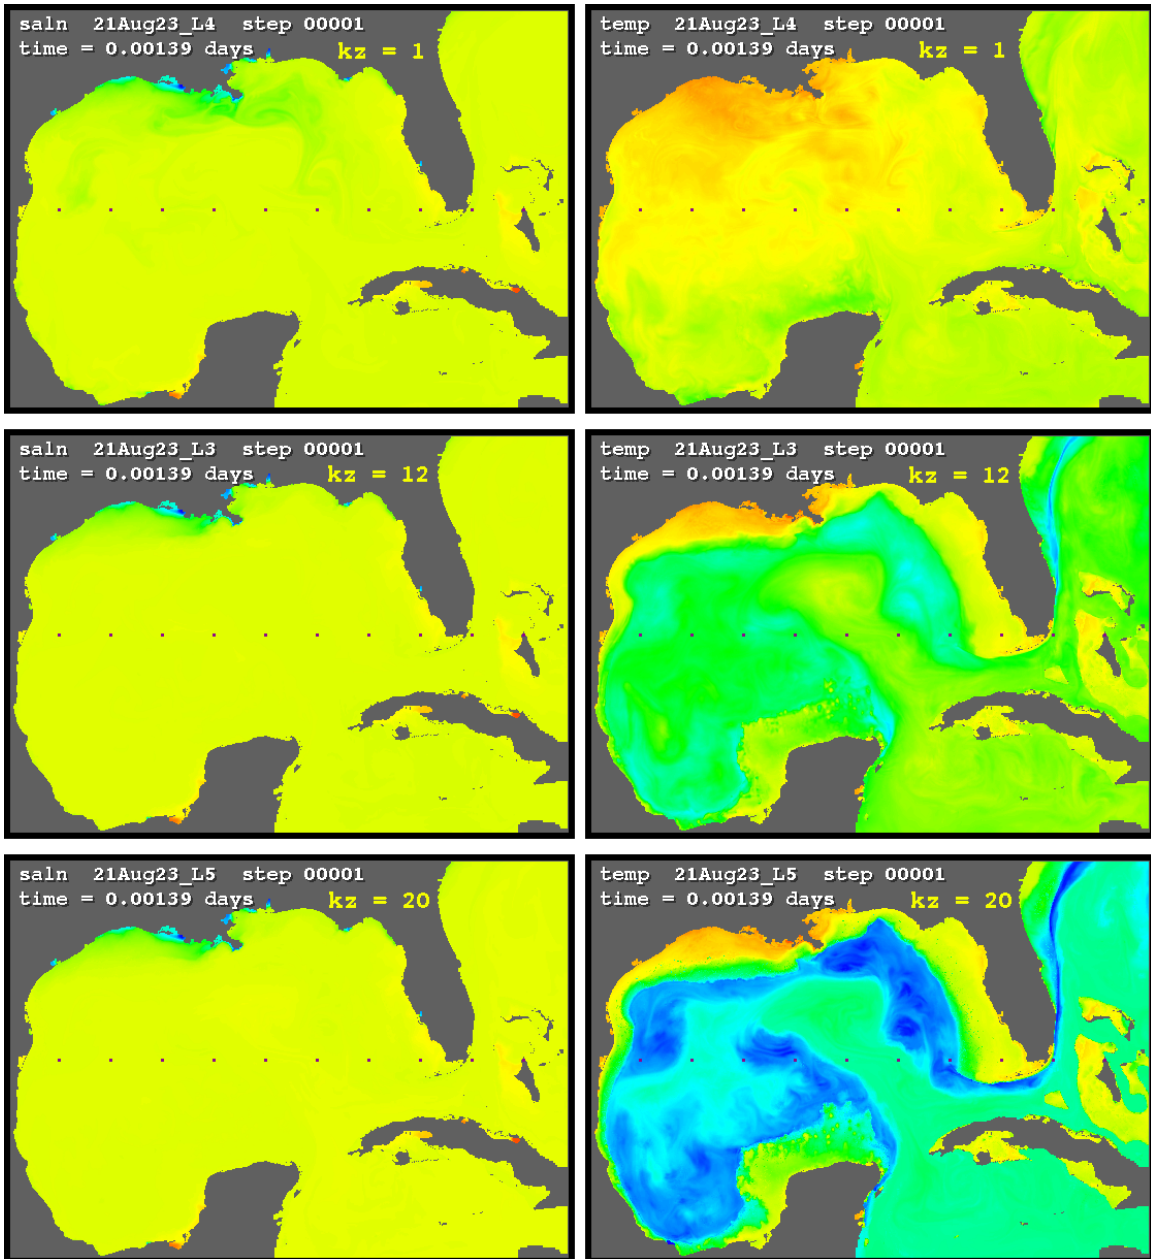 saln 21Aug23_L4 step 00001
time = 0.00139 days kz = 1
temp 21Aug23_L4 step 00001
time = 0.00139 days kz = 1
saln 21Aug23_L3 step 00001
time = 0.00139 days kz = 12
temp 21Aug23_L3 step 00001
time = 0.00139 days kz = 12
saln 21Aug23_L5 step 00001
time = 0.00139 days kz = 20
temp 21Aug23_L5 step 00001
time = 0.00139 days kz = 20